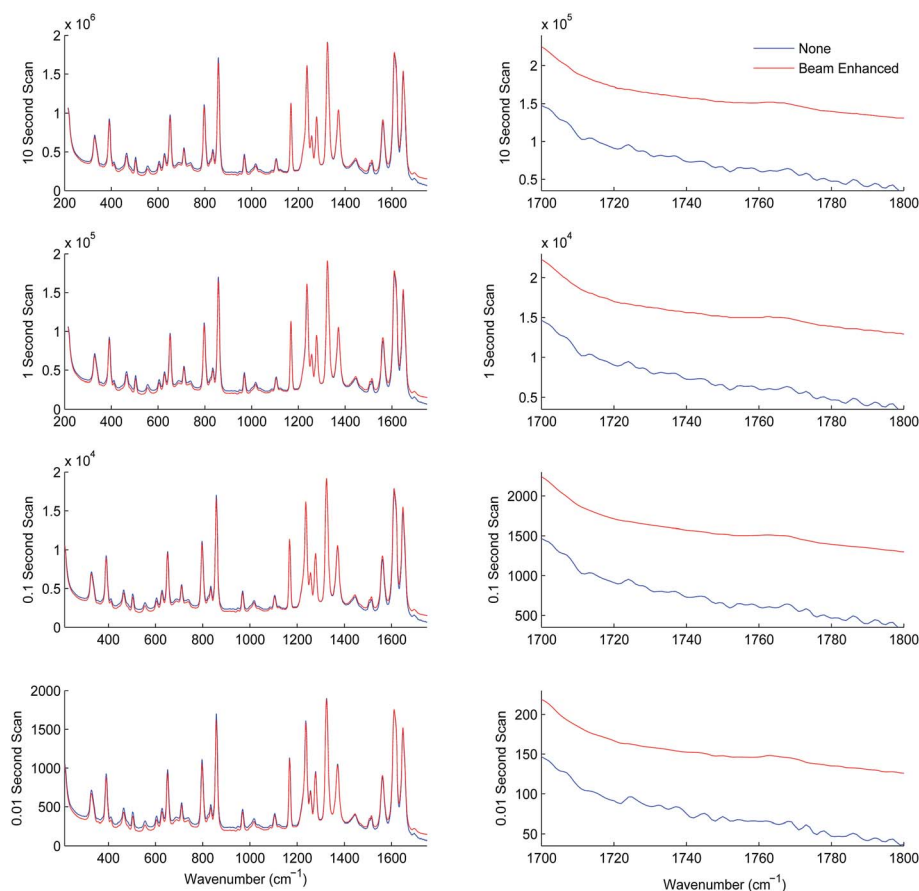 x 10^6
2
1.5
1
0.5
0
10 Second Scan
200 400 600 800 1000 1200 1400 1600
x 10^5
2
1.5
1
0.5
10 Second Scan
None
Beam Enhanced
1700 1720 1740 1760 1780 1800
x 10^5
2
1.5
1
0.5
0
1 Second Scan
200 400 600 800 1000 1200 1400 1600
x 10^4
2
1.5
1
0.5
1 Second Scan
1700 1720 1740 1760 1780 1800
x 10^4
2
1.5
1
0.5
0
0.1 Second Scan
400 600 800 1000 1200 1400 1600
2000
1500
1000
500
0.1 Second Scan
1700 1720 1740 1760 1780 1800
2000
1500
1000
500
0
0.01 Second Scan
400 600 800 1000 1200 1400 1600
Wavenumber (cm⁻¹)
200
150
100
50
0.01 Second Scan
1700 1720 1740 1760 1780 1800
Wavenumber (cm⁻¹)